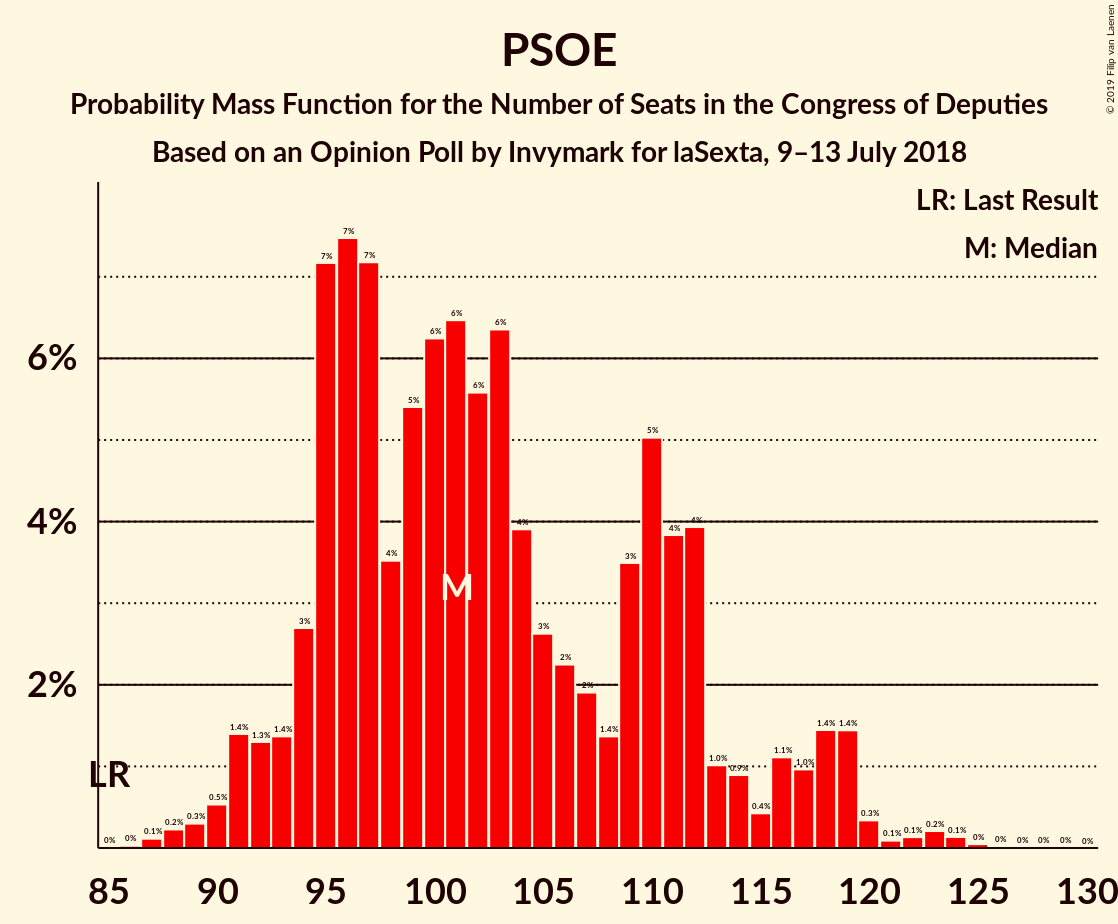 PSOE
Probability Mass Function for the Number of Seats in the Congress of Deputies
Based on an Opinion Poll by Invymark for laSexta, 9–13 July 2018
© 2019 Filip van Laenen
LR: Last Result
M: Median
6%
4%
2%
LR
M
0% 0% 0.1% 0.2% 0.3% 0.5% 1.4% 1.3% 1.4% 3% 7% 7% 7% 4% 5% 6% 6% 6% 6% 4% 3% 2% 2% 1.4% 3% 5% 4% 4% 1.0% 0.9% 0.4% 1.1% 1.0% 1.4% 1.4% 0.3% 0.1% 0.1% 0.2% 0.1% 0% 0% 0% 0% 0% 0%
85 90 95 100 105 110 115 120 125 130